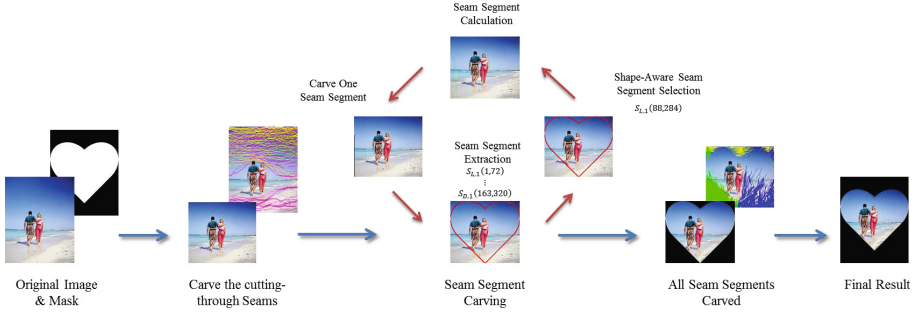 Seam Segment
Calculation
Carve One
Seam Segment
Shape-Aware Seam
Segment Selection
S_{L,1}(88,284)
Seam Segment
Extraction
S_{L,1}(1,72)
⋮
S_{D,1}(163,320)
Original Image
& Mask
Carve the cutting-
through Seams
Seam Segment
Carving
All Seam Segments
Carved
Final Result